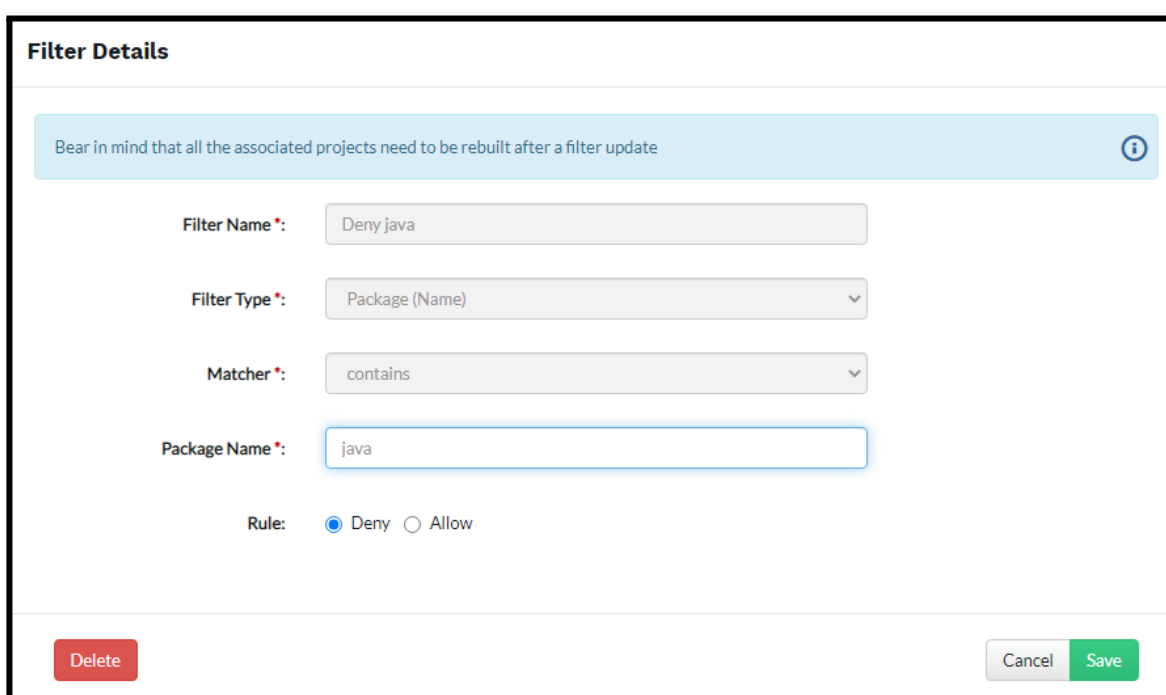 Filter Details
Bear in mind that all the associated projects need to be rebuilt after a filter update
Filter Name*: Deny java
Filter Type*: Package (Name)
Matcher*: contains
Package Name*: java
Rule: Deny Allow
Delete Cancel Save